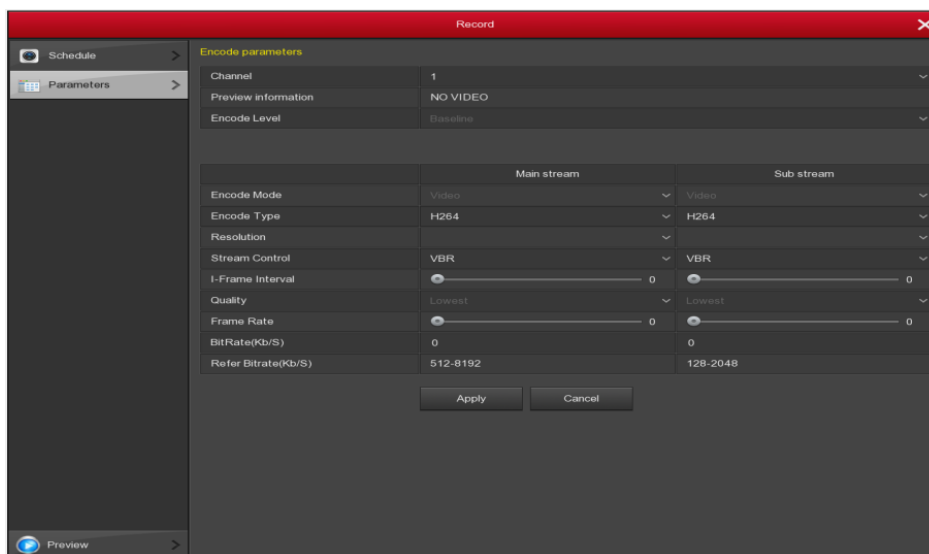 Record
Schedule
Parameters
Encode parameters
Channel 1
Preview information NO VIDEO
Encode Level Baseline
Main stream Sub stream
Encode Mode Video Video
Encode Type H264 H264
Resolution
Stream Control VBR VBR
I-Frame Interval 0 0
Quality Lowest Lowest
Frame Rate 0 0
BitRate(Kb/S) 0 0
Refer Bitrate(Kb/S) 512-8192 128-2048
Apply Cancel
Preview